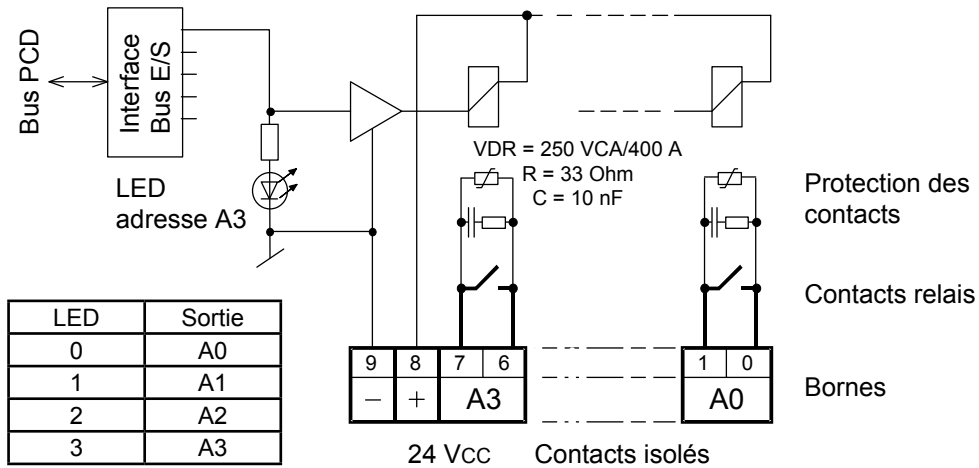 Bus PCD
Interface
Bus E/S
LED
adresse A3
VDR = 250 VCA/400 A
R = 33 Ohm
C = 10 nF
Protection des
contacts
Contacts relais
LED Sortie
0 A0
1 A1
2 A2
3 A3
9 8 7 6 1 0
– + A3 A0
Bornes
24 VCC Contacts isolés